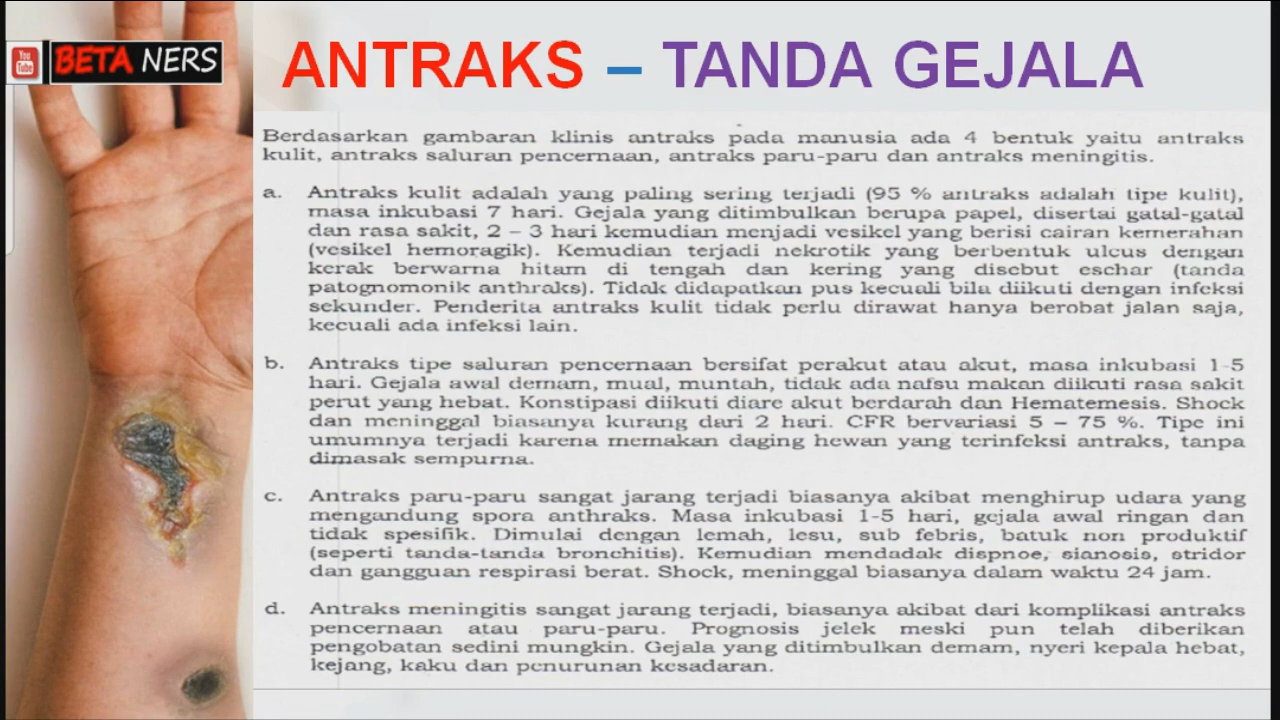 You
Tube
BETA NERS
ANTRAKS – TANDA GEJALA
Berdasarkan gambaran klinis antraks pada manusia ada 4 bentuk yaitu antraks
kulit, antraks saluran pencernaan, antraks paru-paru dan antraks meningitis.
a. Antraks kulit adalah yang paling sering terjadi (95 % antraks adalah tipe kulit),
masa inkubasi 7 hari. Gejala yang ditimbulkan berupa papel, disertai gatal-gatal
dan rasa sakit, 2 – 3 hari kemudian menjadi vesikel yang berisi cairan kemerahan
(vesikel hemoragik). Kemudian terjadi nekrotik yang berbentuk ulcus dengan
kerak berwarna hitam di tengah dan kering yang disebut eschar (tanda
patognomonik anthraks). Tidak didapatkan pus kecuali bila diikuti dengan infeksi
sekunder. Penderita antraks kulit tidak perlu dirawat hanya berobat jalan saja,
kecuali ada infeksi lain.
b. Antraks tipe saluran pencernaan bersifat perakut atau akut, masa inkubasi 1-5
hari. Gejala awal demam, mual, muntah, tidak ada nafsu makan diikuti rasa sakit
perut yang hebat. Konstipasi diikuti diare akut berdarah dan Hematemesis. Shock
dan meninggal biasanya kurang dari 2 hari. CFR bervariasi 5 – 75 %. Tipe ini
umumnya terjadi karena memakan daging hewan yang terinfeksi antraks, tanpa
dimasak sempurna.
c. Antraks paru-paru sangat jarang terjadi biasanya akibat menghirup udara yang
mengandung spora anthraks. Masa inkubasi 1-5 hari, gejala awal ringan dan
tidak spesifik. Dimulai dengan lemah, lesu, sub febris, batuk non produktif
(seperti tanda-tanda bronchitis). Kemudian mendadak dispnoe, sianosis, stridor
dan gangguan respirasi berat. Shock, meninggal biasanya dalam waktu 24 jam.
d. Antraks meningitis sangat jarang terjadi, biasanya akibat dari komplikasi antraks
pencernaan atau paru-paru. Prognosis jelek meski pun telah diberikan
pengobatan sedini mungkin. Gejala yang ditimbulkan demam, nyeri kepala hebat,
kejang, kaku dan penurunan kesadaran.